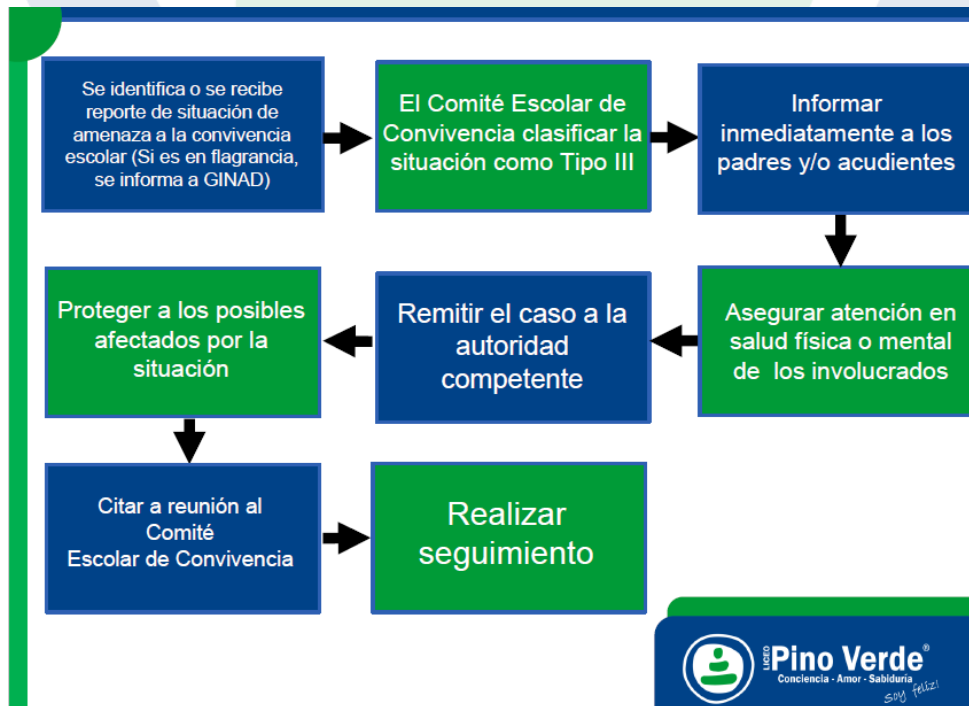 Se identifica o se recibe
reporte de situación de
amenaza a la convivencia
escolar (Si es en flagrancia,
se informa a GINAD)
El Comité Escolar de
Convivencia clasificar la
situación como Tipo III
Informar
inmediatamente a los
padres y/o acudientes
Asegurar atención en
salud física o mental
de los involucrados
Remitir el caso a la
autoridad
competente
Proteger a los posibles
afectados por la
situación
Citar a reunión al
Comité
Escolar de Convivencia
Realizar
seguimiento
LICEO
Pino Verde®
Conciencia - Amor - Sabiduría
soy feliz!